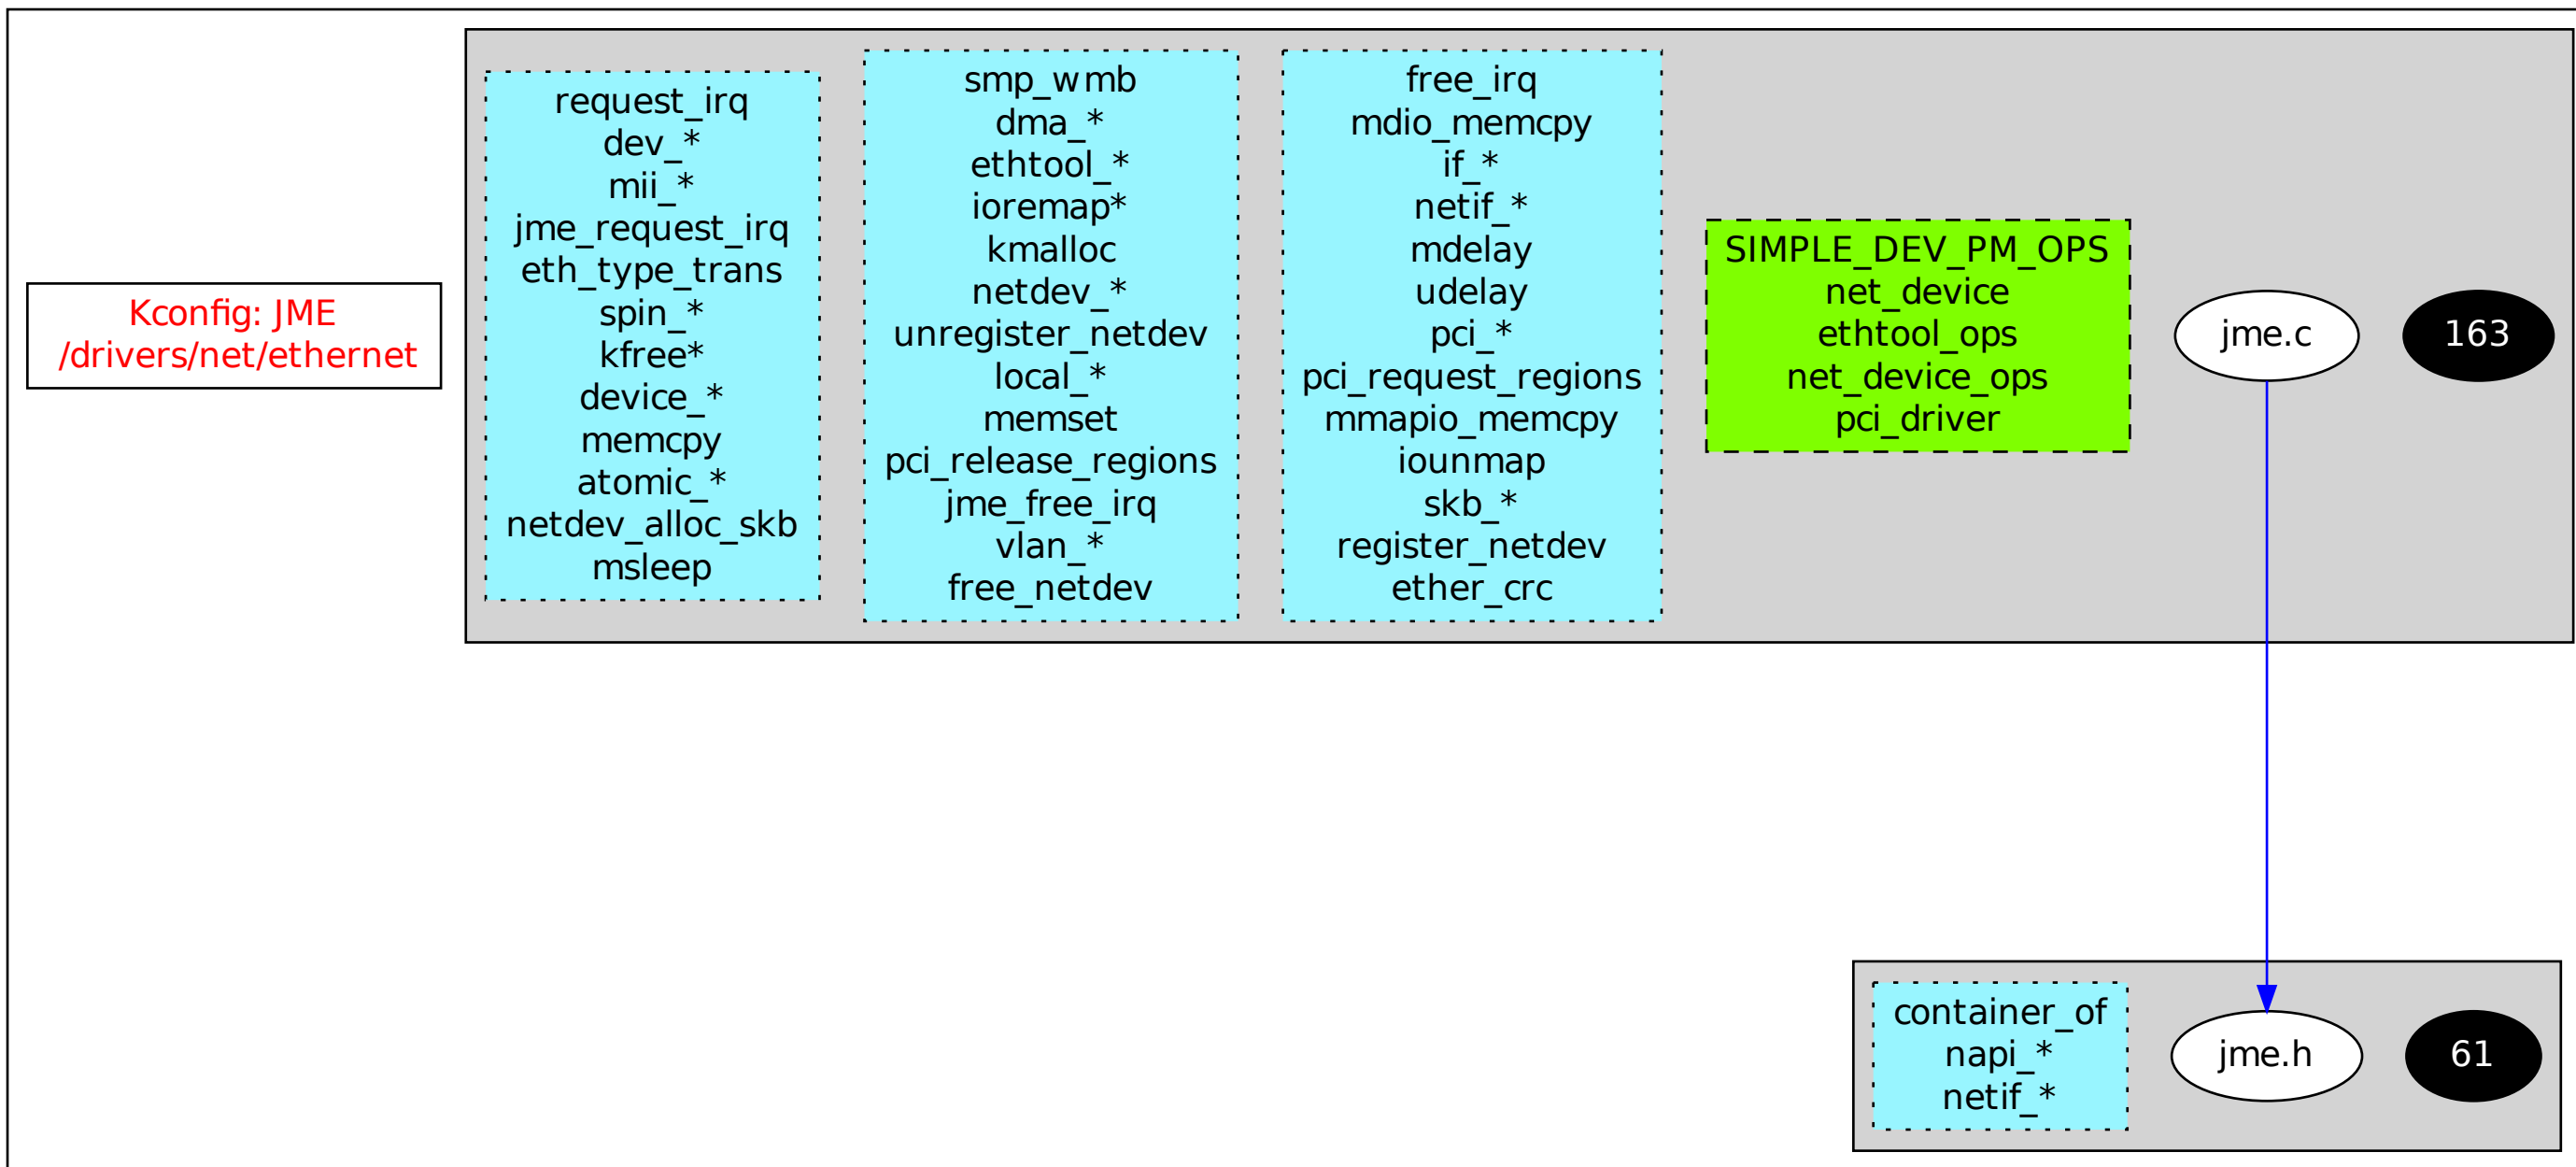 Kconfig: JME
/drivers/net/ethernet
request_irq
dev_*
mii_*
jme_request_irq
eth_type_trans
spin_*
kfree*
device_*
memcpy
atomic_*
netdev_alloc_skb
msleep
smp_wmb
dma_*
ethtool_*
ioremap*
kmalloc
netdev_*
unregister_netdev
local_*
memset
pci_release_regions
jme_free_irq
vlan_*
free_netdev
free_irq
mdio_memcpy
if_*
netif_*
mdelay
udelay
pci_*
pci_request_regions
mmapio_memcpy
iounmap
skb_*
register_netdev
ether_crc
SIMPLE_DEV_PM_OPS
net_device
ethtool_ops
net_device_ops
pci_driver
jme.c
163
container_of
napi_*
netif_*
jme.h
61